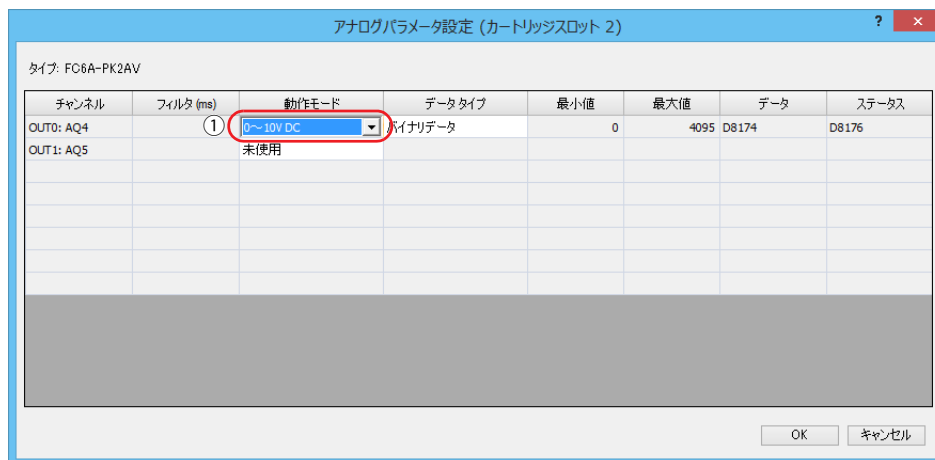 アナログパラメータ設定 (カートリッジスロット 2)
? ×
タイプ: FC6A-PK2AV
チャンネル フィルタ (ms) 動作モード データ タイプ 最小値 最大値 データ ステータス
OUT0: AQ4 ① 0～10V DC バイナリデータ 0 4095 D8174 D8176
OUT1: AQ5 未使用
OK キャンセル